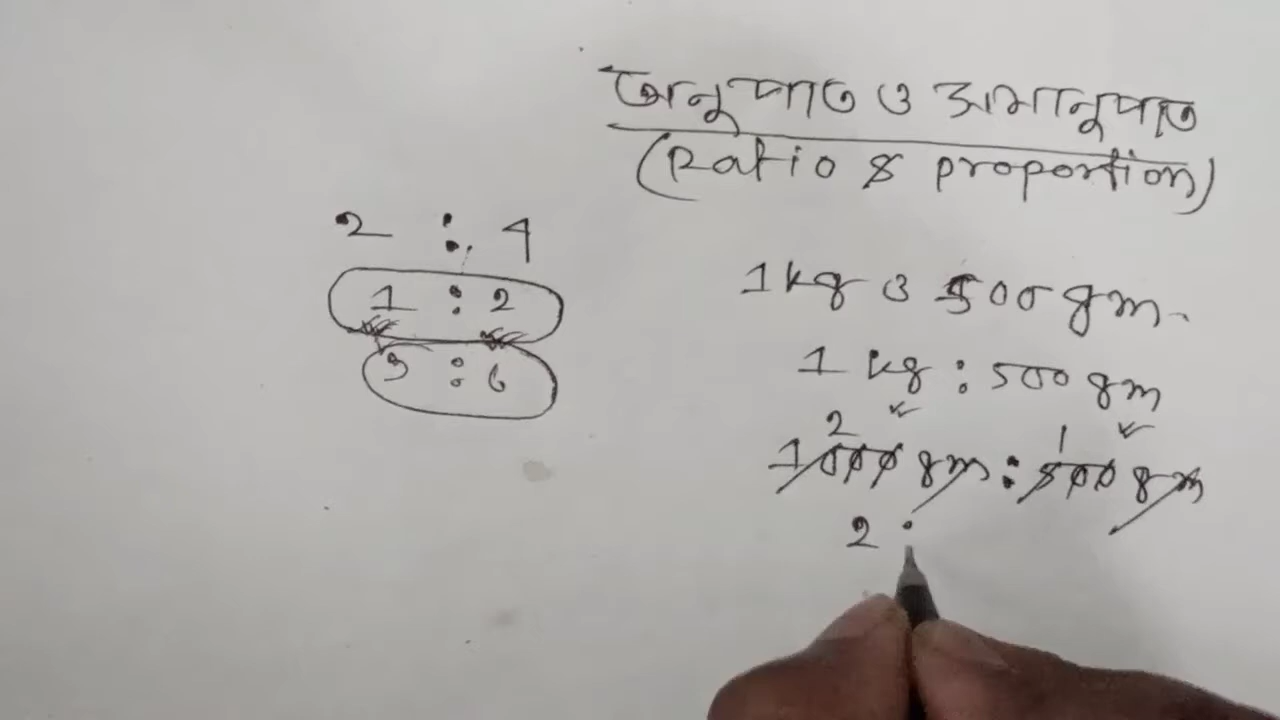 অনুপাত ও সমানুপাত
(Ratio & proportion)
2 : 4
1 : 2
3 : 6
1 kg ও 500 gm.
1 kg : 500 gm
2 1
1000 gm : 500 gm
2 :